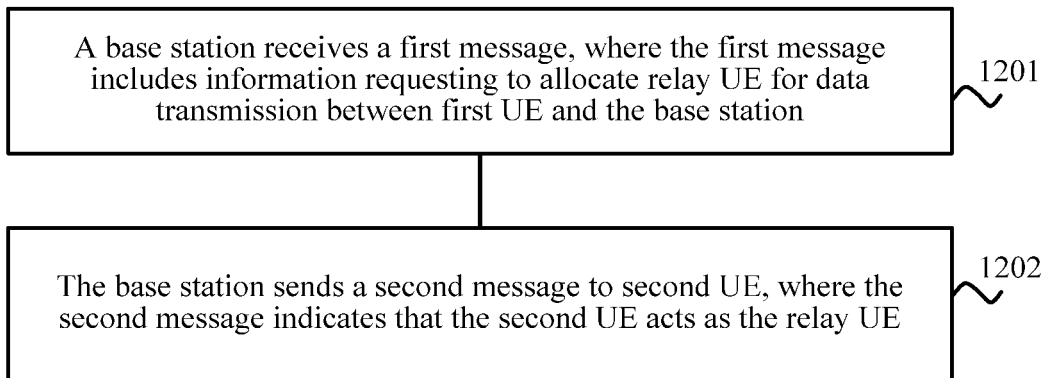 A base station receives a first message, where the first message
includes information requesting to allocate relay UE for data
transmission between first UE and the base station
1201
The base station sends a second message to second UE, where the
second message indicates that the second UE acts as the relay UE
1202